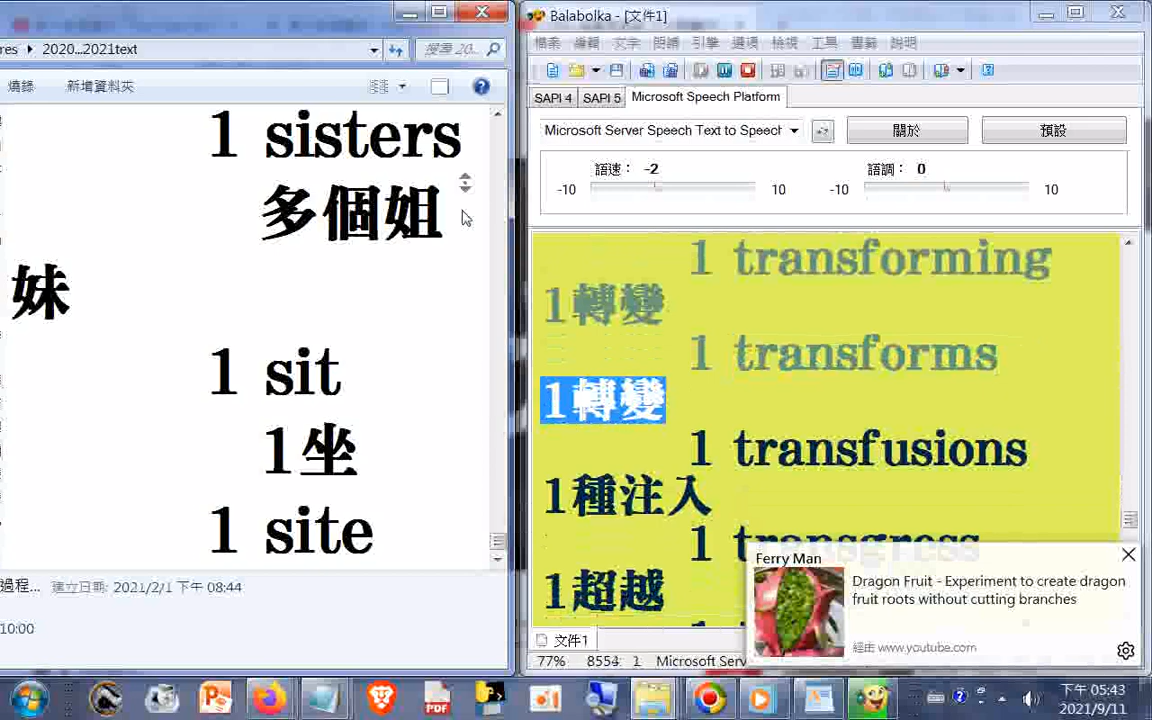 res ▸ 2020...2021text
搜尋 20...
燒錄 新增資料夾
1 sisters
多個姐
妹
1 sit
1坐
1 site
過程... 建立日期: 2021/2/1 下午 08:44
10:00
Balabolka - [文件1]
檔案 編輯 文字 朗讀 引擎 選項 檢視 工具 書籤 說明
SAPI 4 SAPI 5 Microsoft Speech Platform
Microsoft Server Speech Text to Speech
關於 預設
語速： -2 語調： 0
-10 10 -10 10
1 transforming
1轉變
1 transforms
1轉變
1 transfusions
1種注入
1 transgress
1超越
文件1
77% 8554 1 Microsoft Serv
Ferry Man
Dragon Fruit - Experiment to create dragon
fruit roots without cutting branches
經由 www.youtube.com
PDF
下午 05:43
2021/9/11